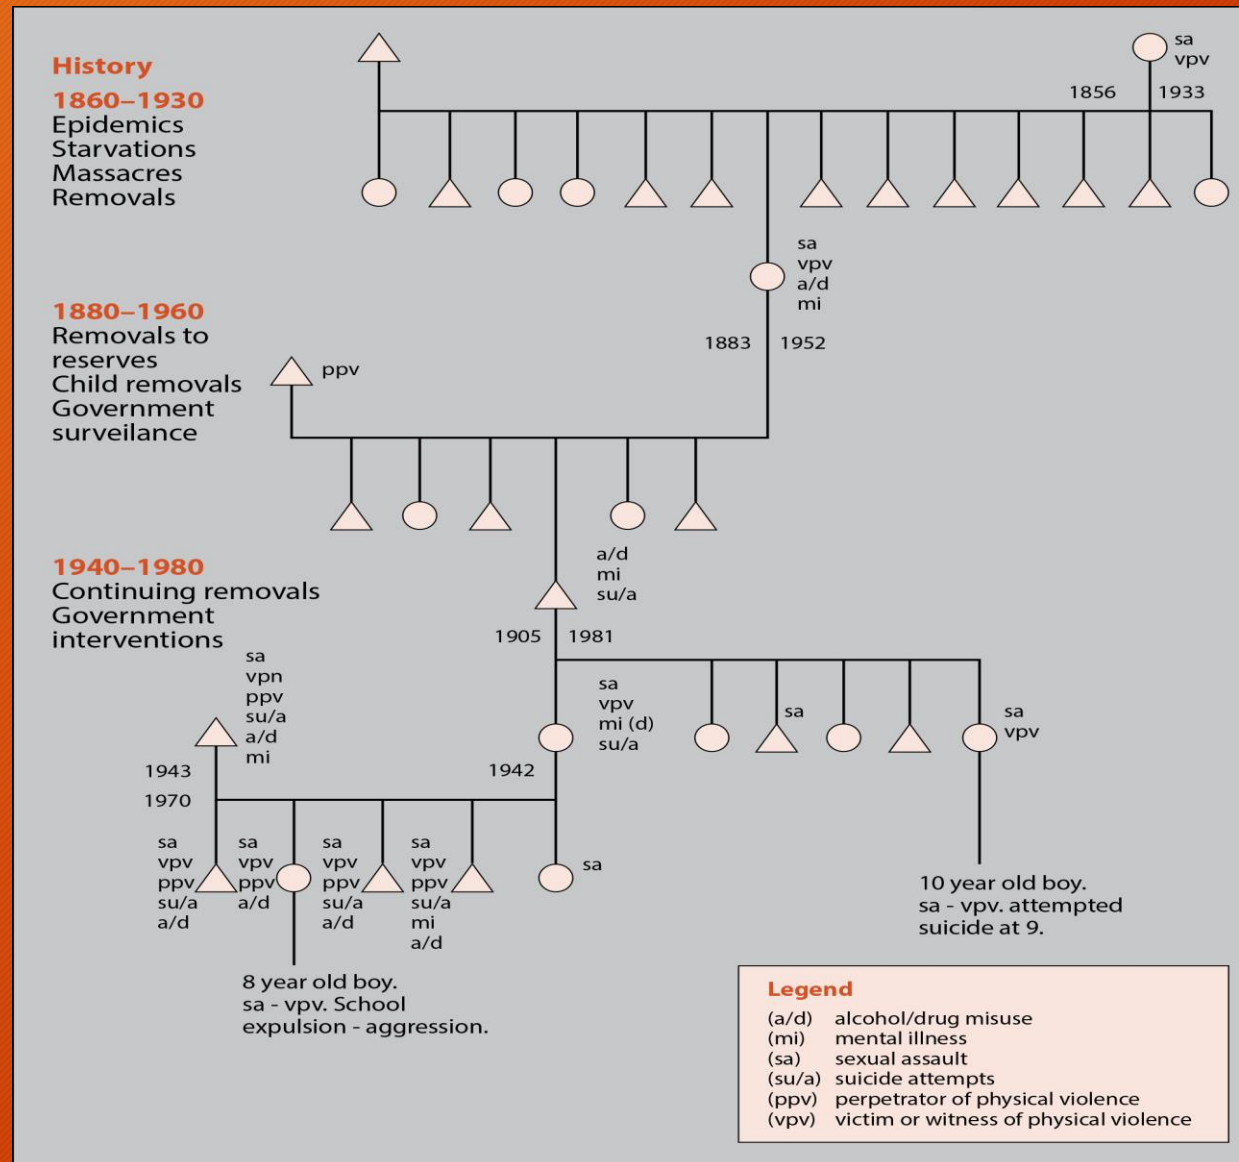 History
1860–1930
Epidemics
Starvations
Massacres
Removals
sa
vpv
1856
1933
sa
vpv
a/d
mi
1883
1952
1880–1960
Removals to
reserves
Child removals
Government
surveilance
ppv
1940–1980
Continuing removals
Government
interventions
a/d
mi
su/a
1905
1981
sa
vpn
ppv
su/a
a/d
mi
1943
1970
sa
vpv
mi (d)
su/a
1942
sa
sa
vpv
sa
vpv
ppv
su/a
a/d
sa
vpv
ppv
a/d
sa
vpv
ppv
su/a
a/d
sa
vpv
ppv
su/a
mi
a/d
sa
8 year old boy.
sa - vpv. School
expulsion - aggression.
10 year old boy.
sa - vpv. attempted
suicide at 9.
Legend
(a/d) alcohol/drug misuse
(mi) mental illness
(sa) sexual assault
(su/a) suicide attempts
(ppv) perpetrator of physical violence
(vpv) victim or witness of physical violence